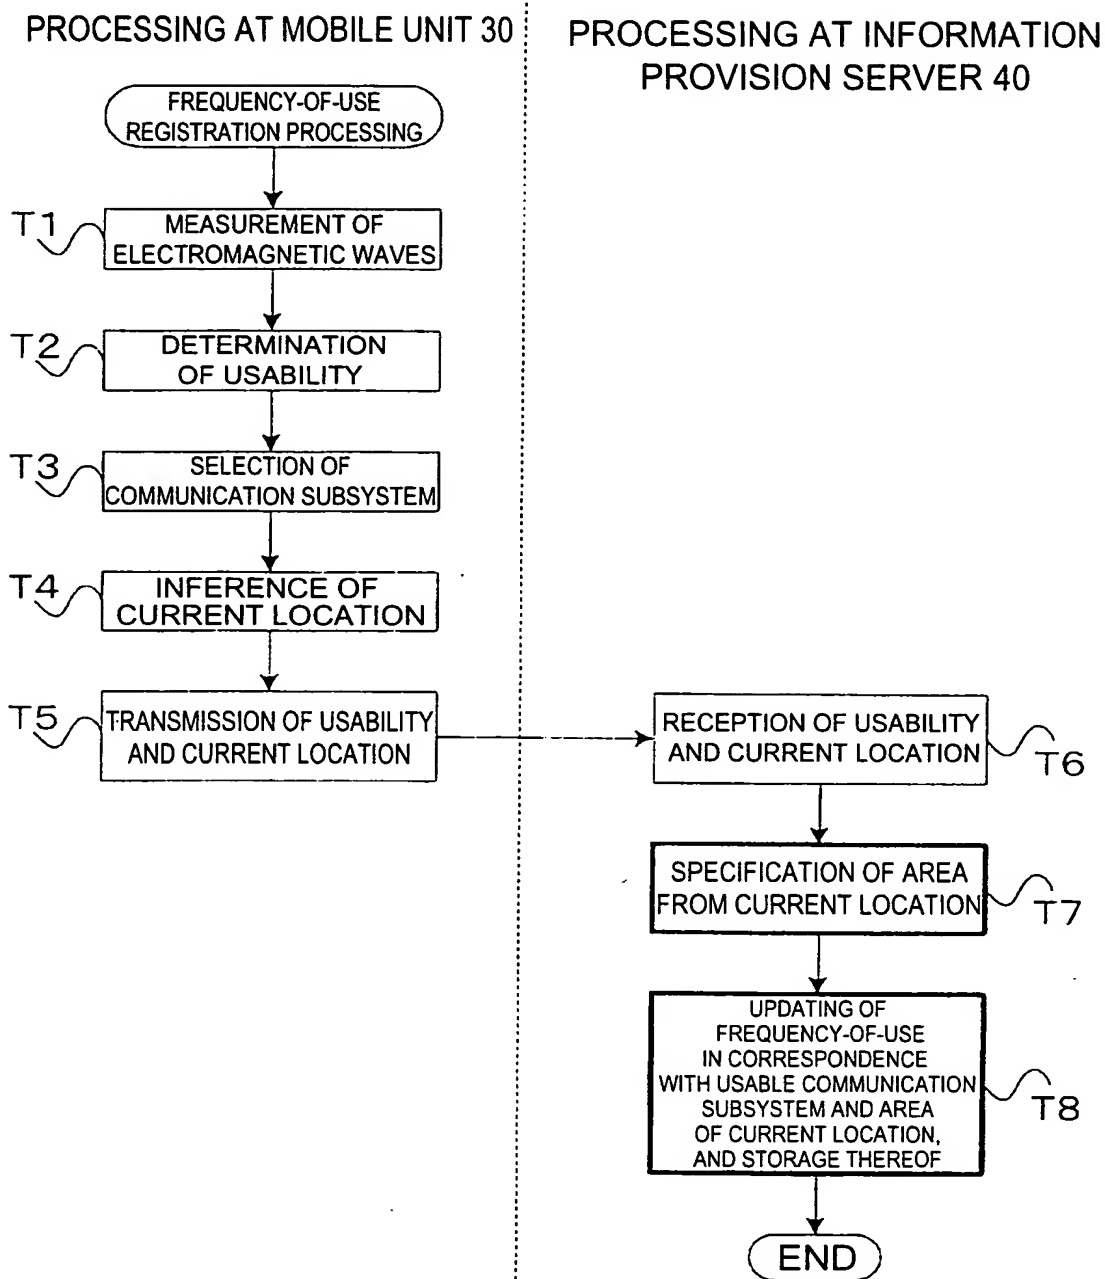 PROCESSING AT MOBILE UNIT 30
PROCESSING AT INFORMATION
PROVISION SERVER 40
FREQUENCY-OF-USE
REGISTRATION PROCESSING
T1
MEASUREMENT OF
ELECTROMAGNETIC WAVES
T2
DETERMINATION
OF USABILITY
T3
SELECTION OF
COMMUNICATION SUBSYSTEM
T4
INFERENCE OF
CURRENT LOCATION
T5
TRANSMISSION OF USABILITY
AND CURRENT LOCATION
RECEPTION OF USABILITY
AND CURRENT LOCATION
T6
SPECIFICATION OF AREA
FROM CURRENT LOCATION
T7
UPDATING OF
FREQUENCY-OF-USE
IN CORRESPONDENCE
WITH USABLE COMMUNICATION
SUBSYSTEM AND AREA
OF CURRENT LOCATION,
AND STORAGE THEREOF
T8
END